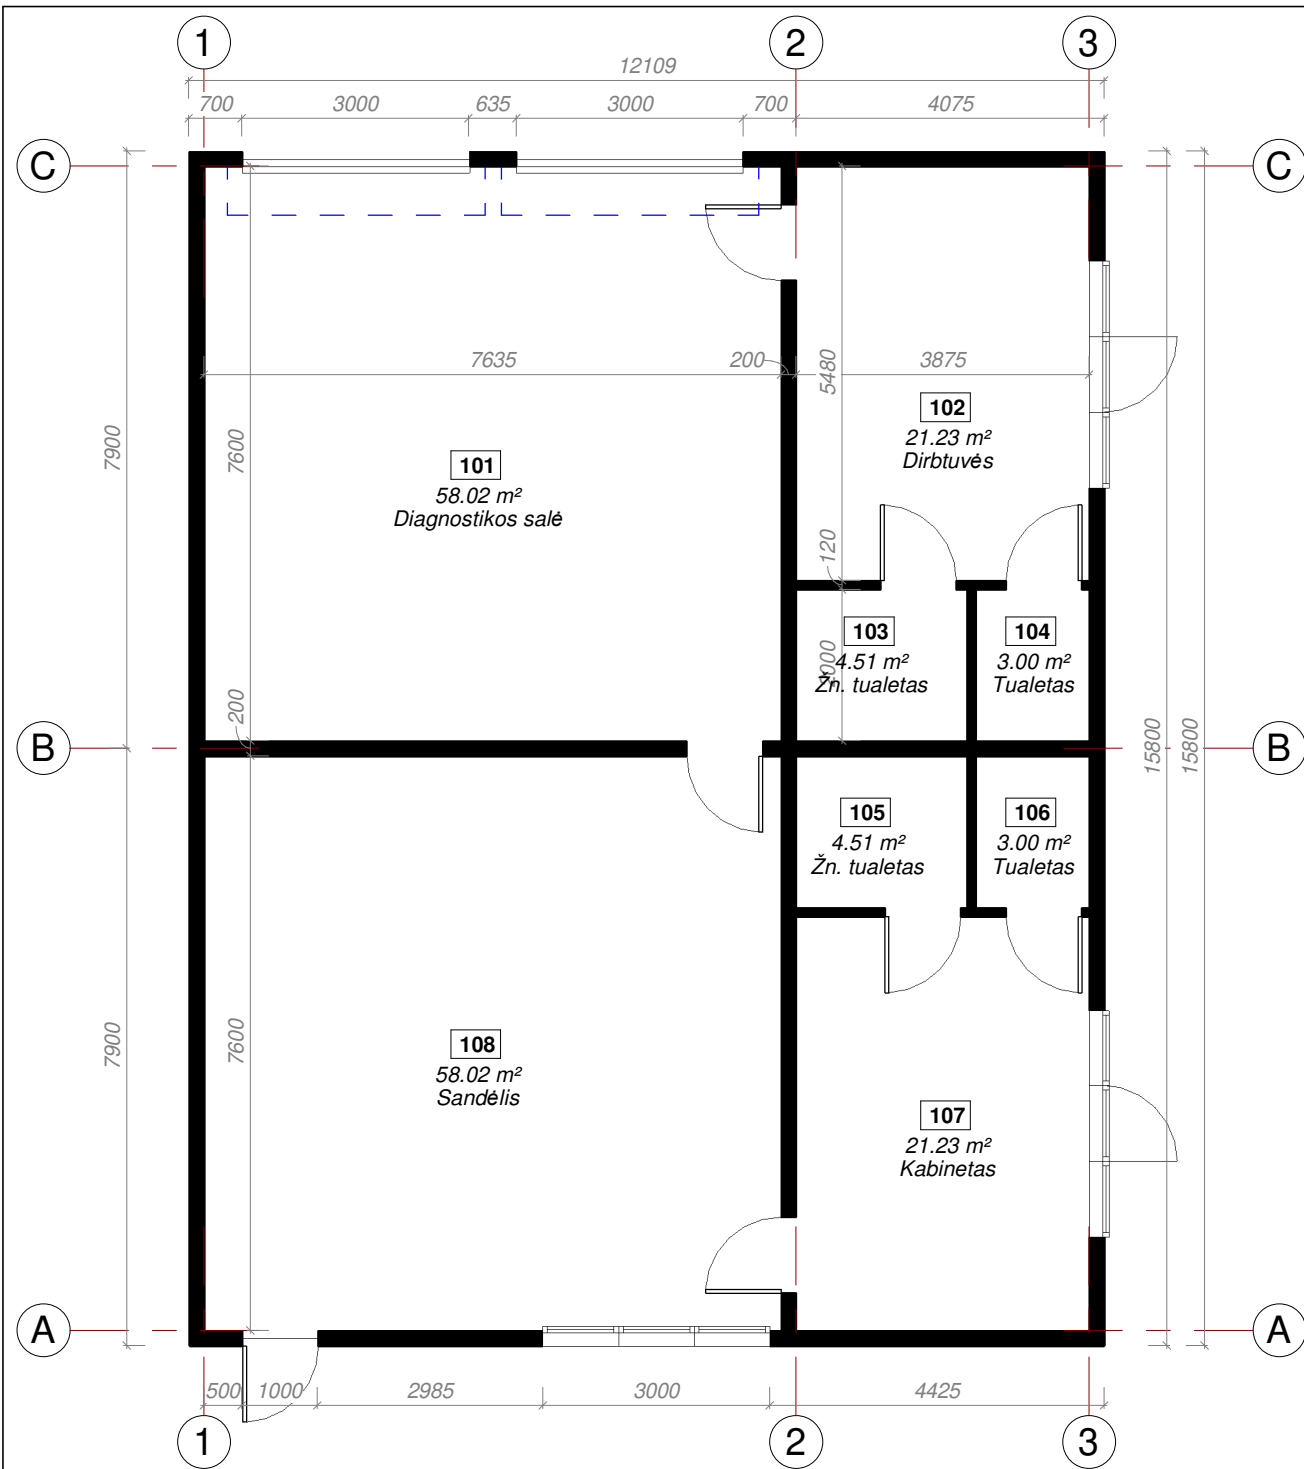 1
2
3
12109
700
3000
635
3000
700
4075
C
C
7635
200
3875
5480
7900
7600
102
21.23 m²
Dirbtuvės
101
58.02 m²
Diagnostikos salė
120
103
4.51 m²
Žn. tualetas
2000
104
3.00 m²
Tualetas
200
15800
15800
B
B
105
4.51 m²
Žn. tualetas
106
3.00 m²
Tualetas
7900
7600
108
58.02 m²
Sandėlis
107
21.23 m²
Kabinetas
A
A
500
1000
2985
3000
4425
1
2
3